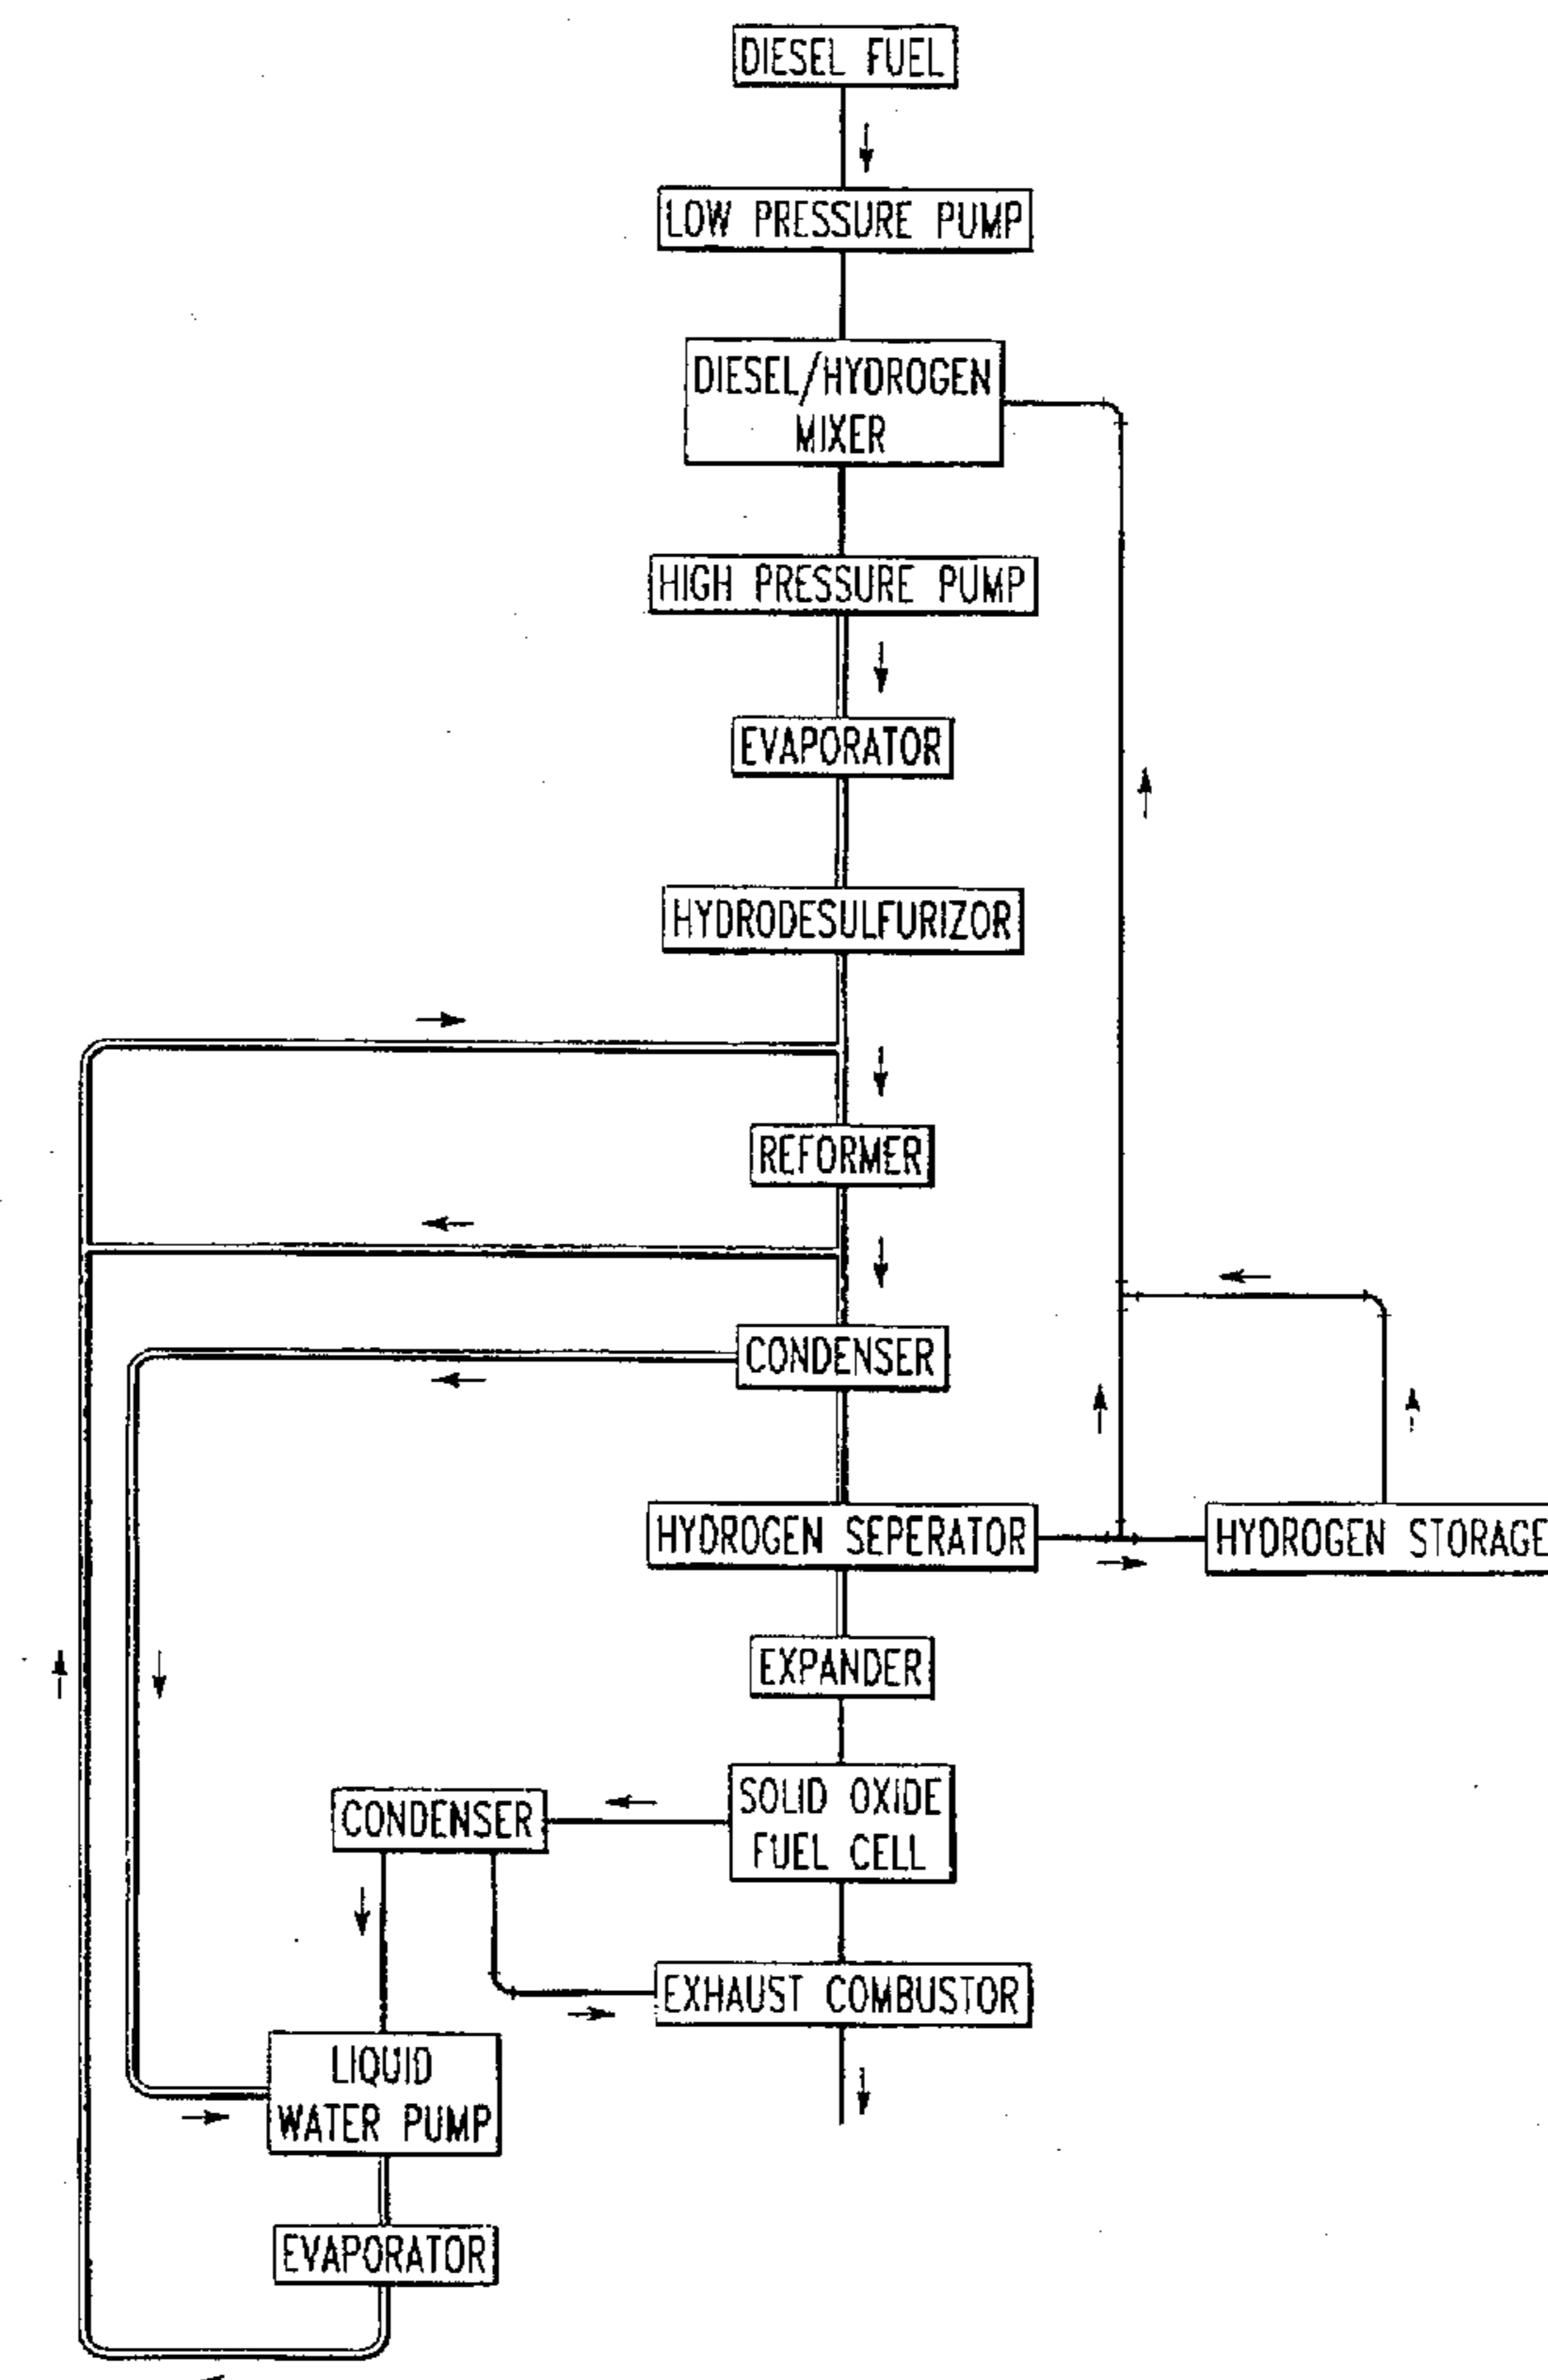 DIESEL FUEL
LOW PRESSURE PUMP
DIESEL/HYDROGEN
MIXER
HIGH PRESSURE PUMP
EVAPORATOR
HYDRODESULFURIZOR
REFORMER
CONDENSER
HYDROGEN SEPERATOR
HYDROGEN STORAGE
EXPANDER
SOLID OXIDE
FUEL CELL
CONDENSER
EXHAUST COMBUSTOR
LIQUID
WATER PUMP
EVAPORATOR